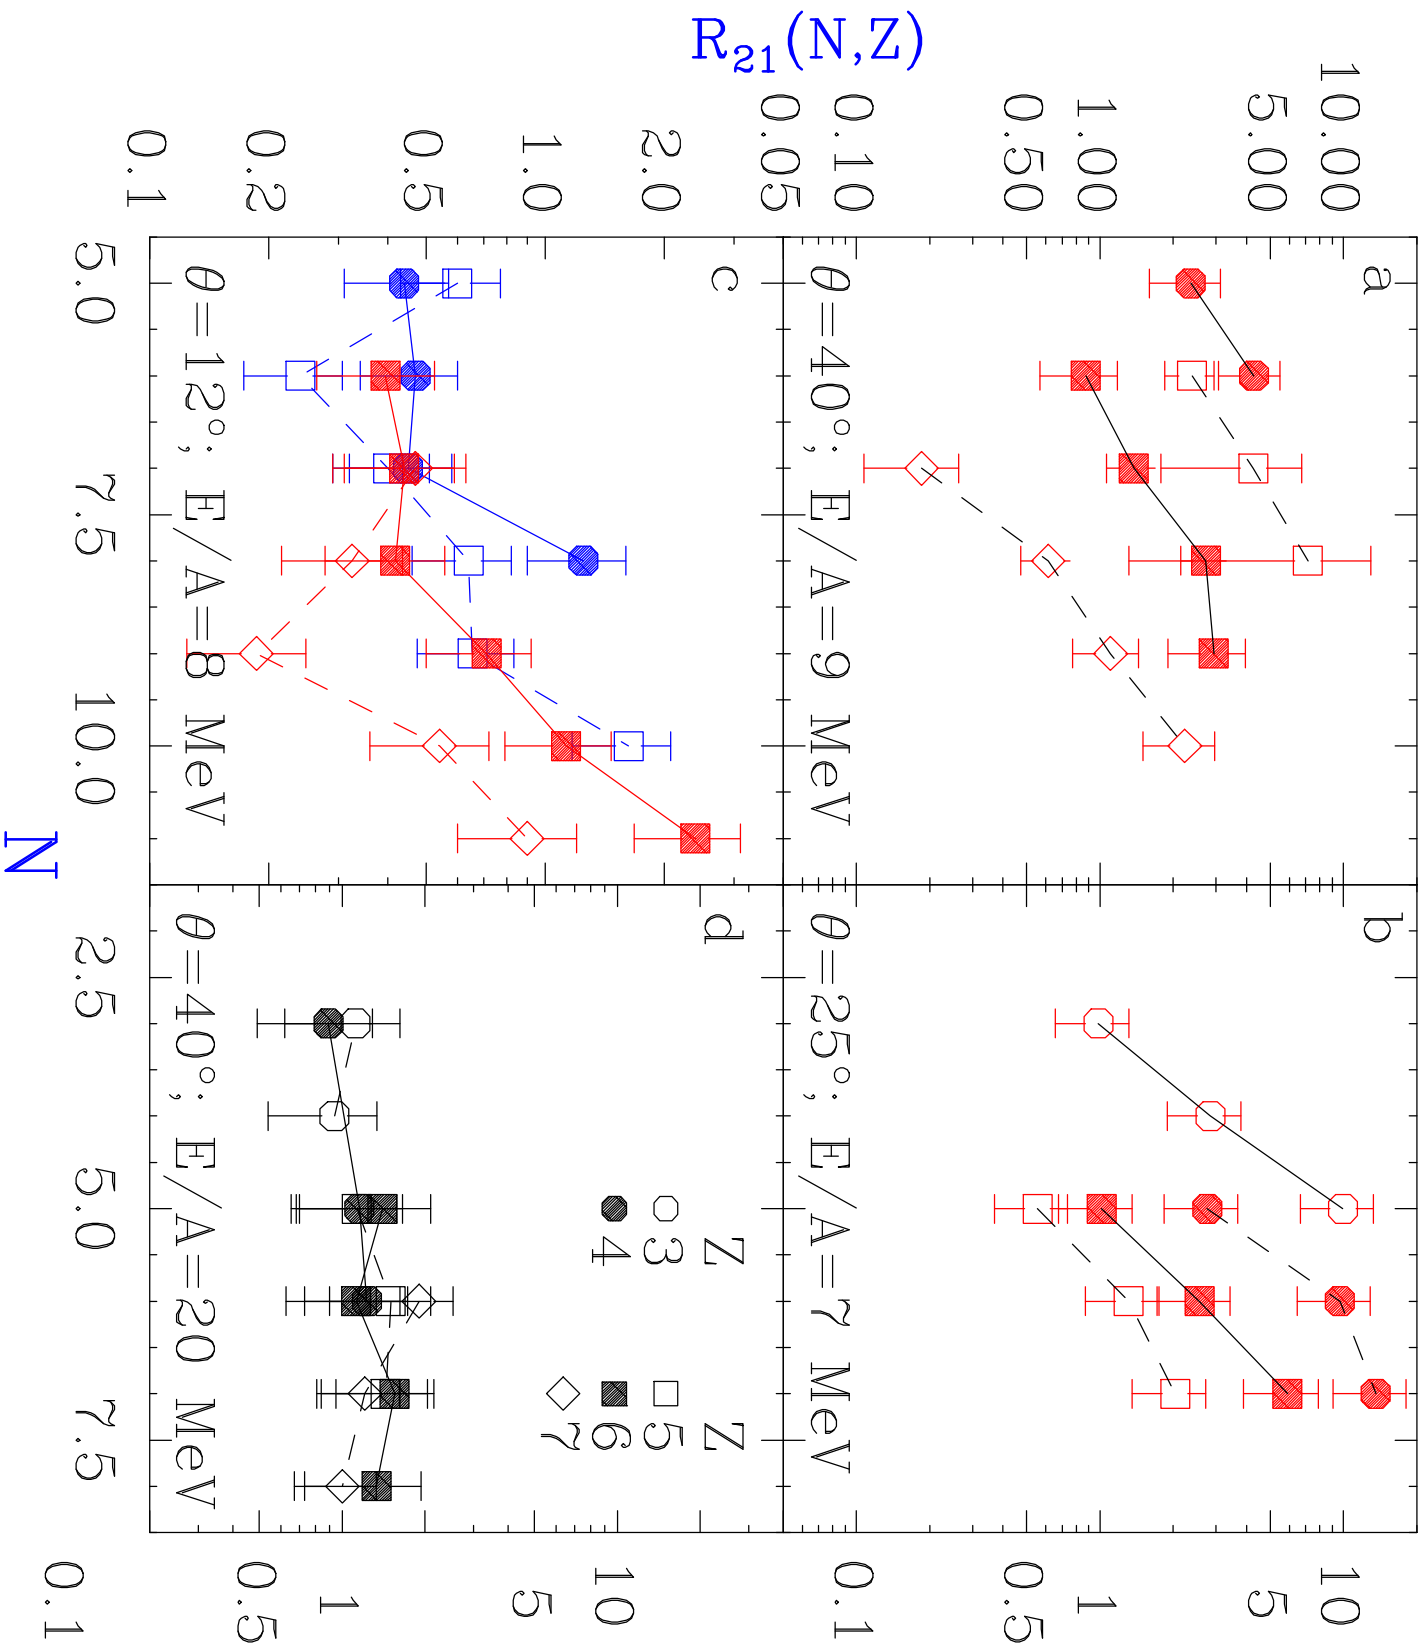 R₂₁(N,Z)
10.00
5.00
1.00
0.50
0.10
0.05
a
θ=40°; E/A=9 MeV
b
θ=25°; E/A=7 MeV
10
5
1
0.5
0.1
2.0
1.0
0.5
0.2
0.1
c
θ=12°; E/A=8 MeV
d
Z Z
3 5
4 6
7
θ=40°; E/A=20 MeV
10
5
1
0.5
0.1
5.0 7.5 10.0 2.5 5.0 7.5
N